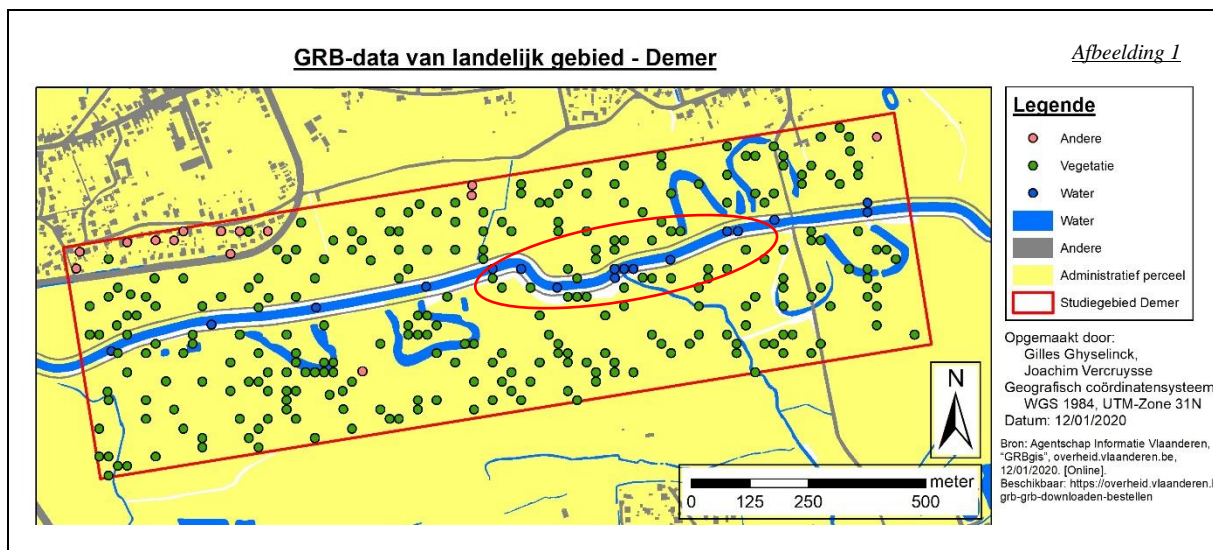 GRB-data van landelijk gebied - Demer
Afbeelding 1
Legende
Andere
Vegetatie
Water
Water
Andere
Administratief perceel
Studiegebied Demer
Opgemaakt door:
Gilles Ghyselinck,
Joachim Vercruysse
Geografisch coördinatensysteem
WGS 1984, UTM-Zone 31N
Datum: 12/01/2020
Bron: Agentschap Informatie Vlaanderen,
"GRBgis", overheid.vlaanderen.be,
12/01/2020. [Online].
Beschikbaar: https://overheid.vlaanderen.
grb-grb-downloaden-bestellen
N
meter
0 125 250 500